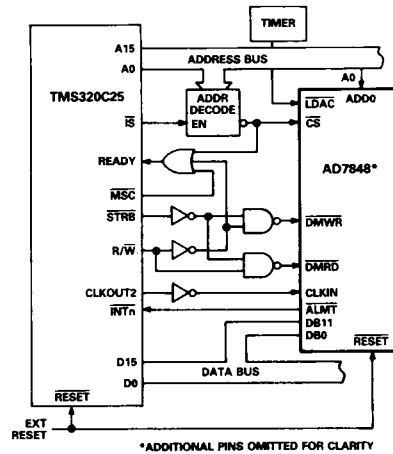 TIMER
A15
ADDRESS BUS
A0
A0
TMS320C25
ADDR
DECODE
EN
LDAC
ADD0
IS
CS
READY
AD7848*
MSC
STRB
DMWR
R/W
DMRD
CLKOUT2
CLKIN
INTn
ALMT
DB11
DB0
D15
DATA BUS
D0
RESET
RESET
EXT
RESET
*ADDITIONAL PINS OMITTED FOR CLARITY